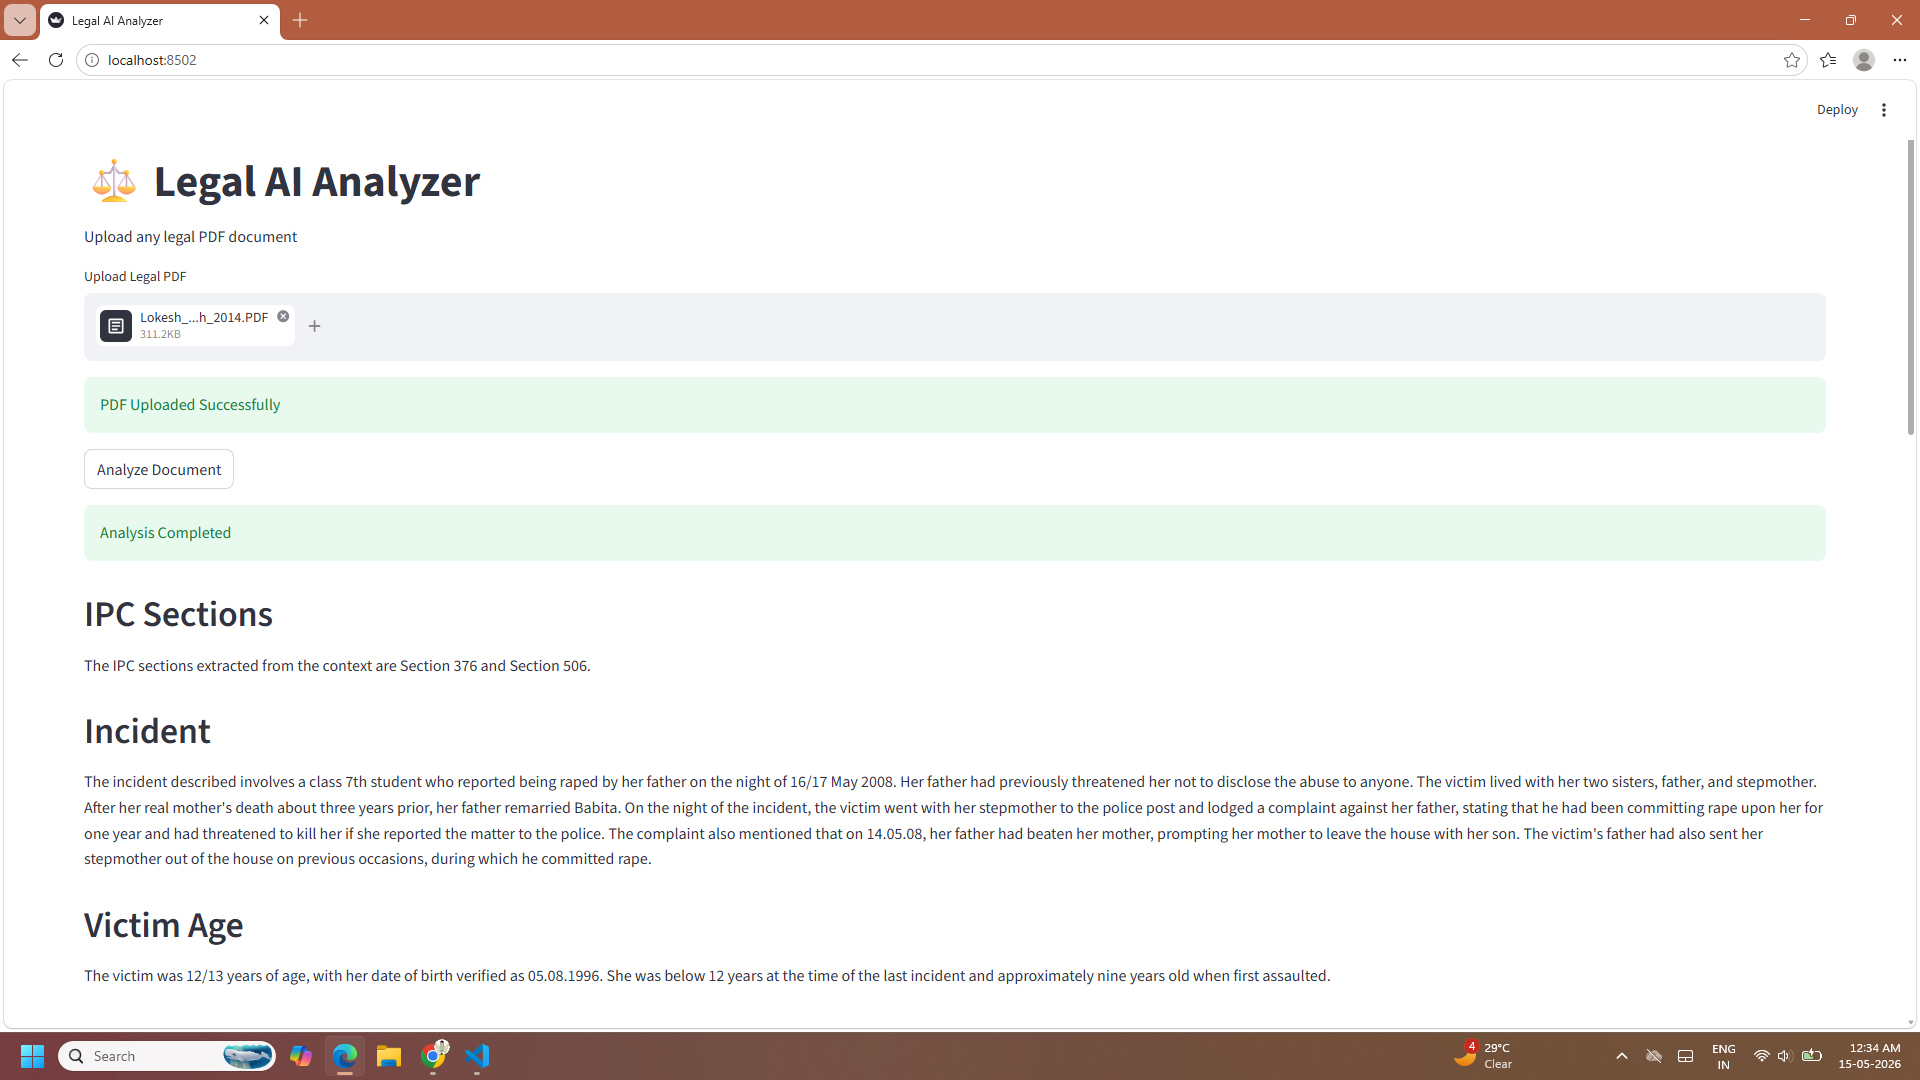 Legal AI Analyzer
localhost:8502
Deploy
Legal AI Analyzer
Upload any legal PDF document
Upload Legal PDF
Lokesh_...h_2014.PDF
311.2KB
PDF Uploaded Successfully
Analyze Document
Analysis Completed
IPC Sections
The IPC sections extracted from the context are Section 376 and Section 506.
Incident
The incident described involves a class 7th student who reported being raped by her father on the night of 16/17 May 2008. Her father had previously threatened her not to disclose the abuse to anyone. The victim lived with her two sisters, father, and stepmother.
After her real mother's death about three years prior, her father remarried Babita. On the night of the incident, the victim went with her stepmother to the police post and lodged a complaint against her father, stating that he had been committing rape upon her for
one year and had threatened to kill her if she reported the matter to the police. The complaint also mentioned that on 14.05.08, her father had beaten her mother, prompting her mother to leave the house with her son. The victim's father had also sent her
stepmother out of the house on previous occasions, during which he committed rape.
Victim Age
The victim was 12/13 years of age, with her date of birth verified as 05.08.1996. She was below 12 years at the time of the last incident and approximately nine years old when first assaulted.
Search
4
29°C
Clear
ENG
IN
12:34 AM
15-05-2026